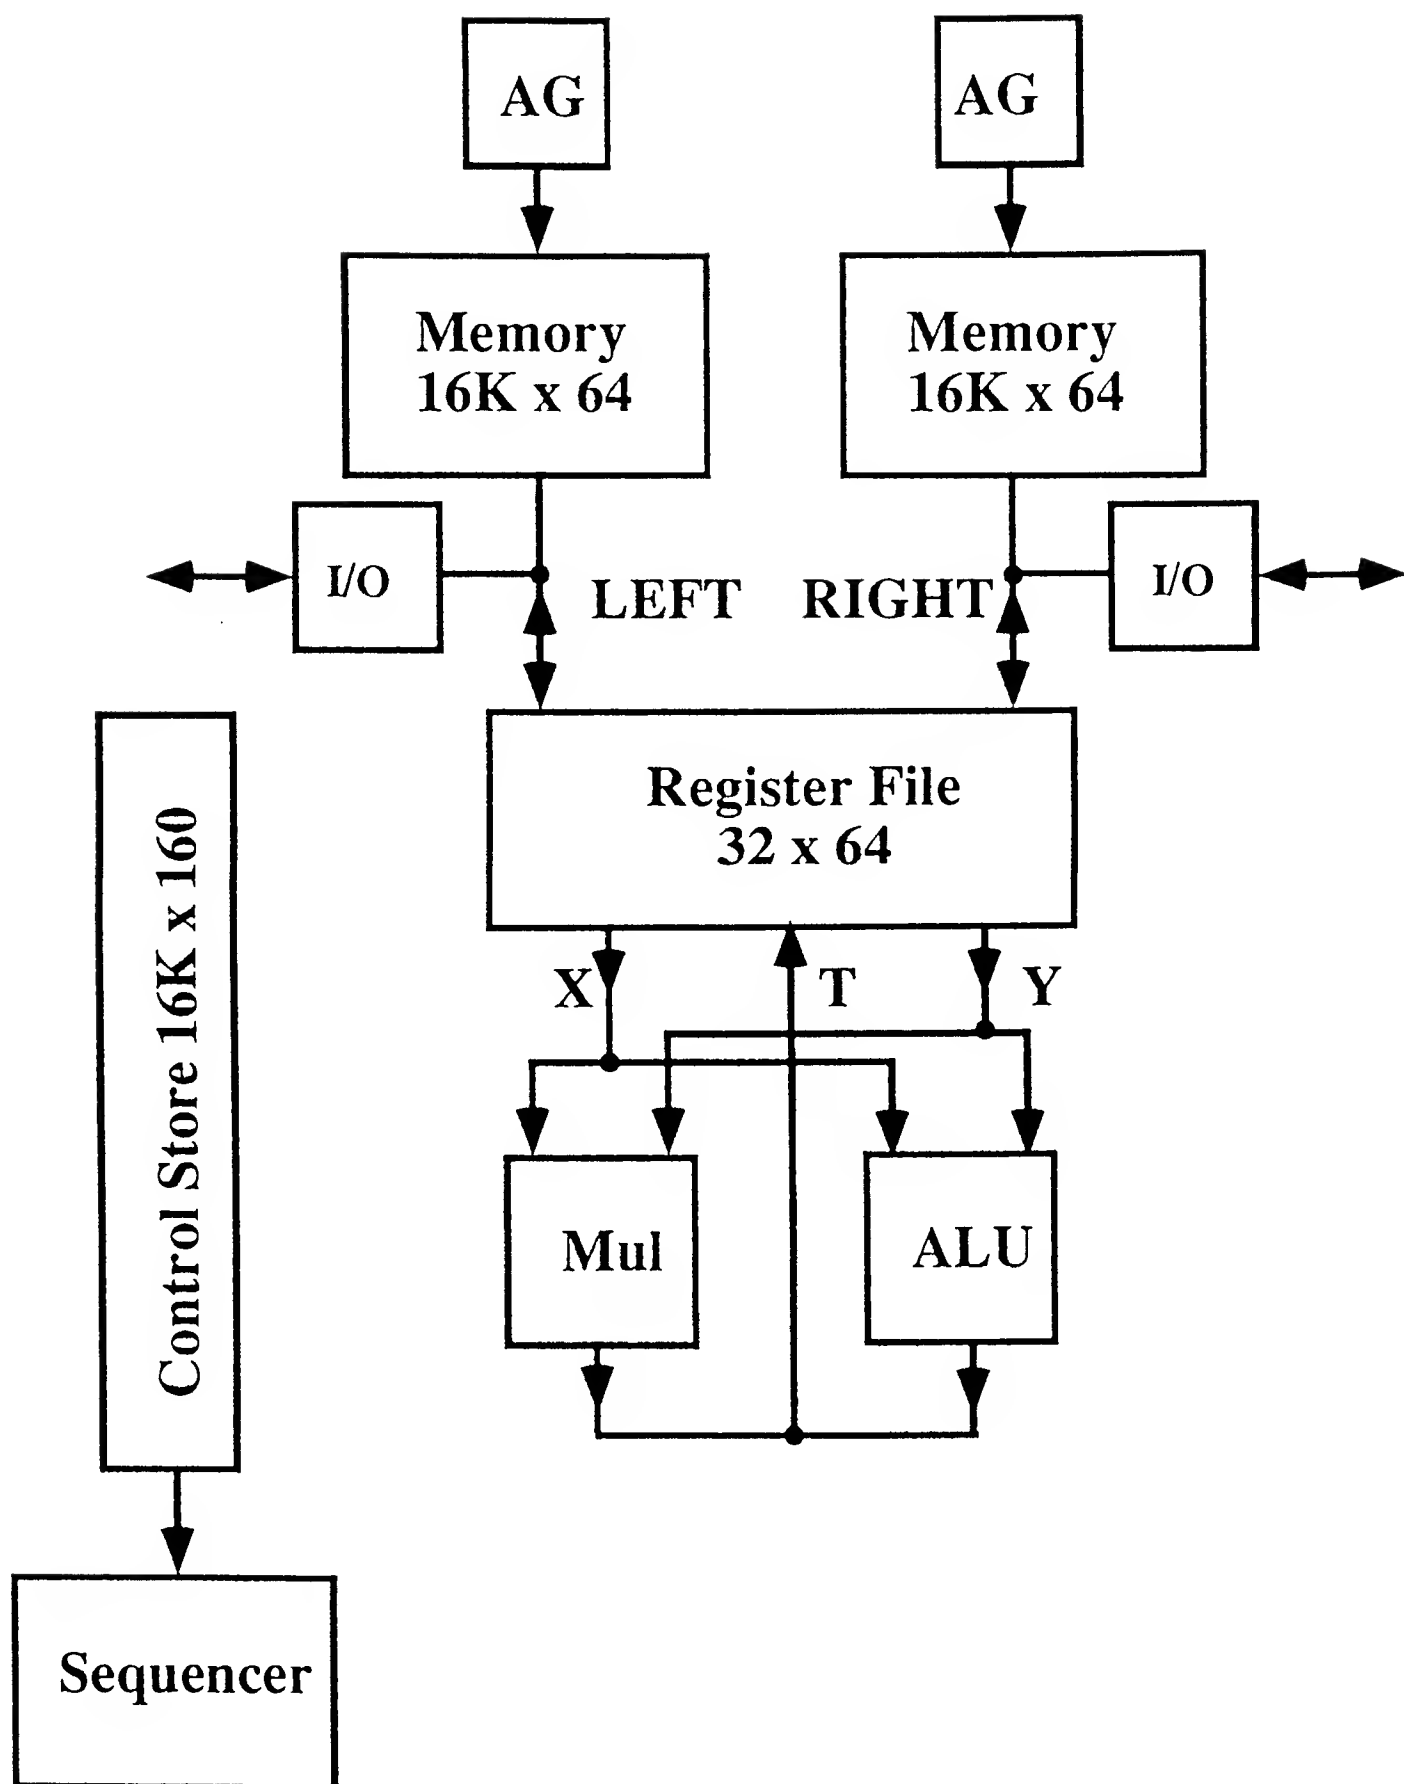 AG
AG
Memory
16K x 64
Memory
16K x 64
I/O
LEFT
RIGHT
I/O
Register File
32 x 64
Control Store 16K x 160
X
T
Y
Mul
ALU
Sequencer